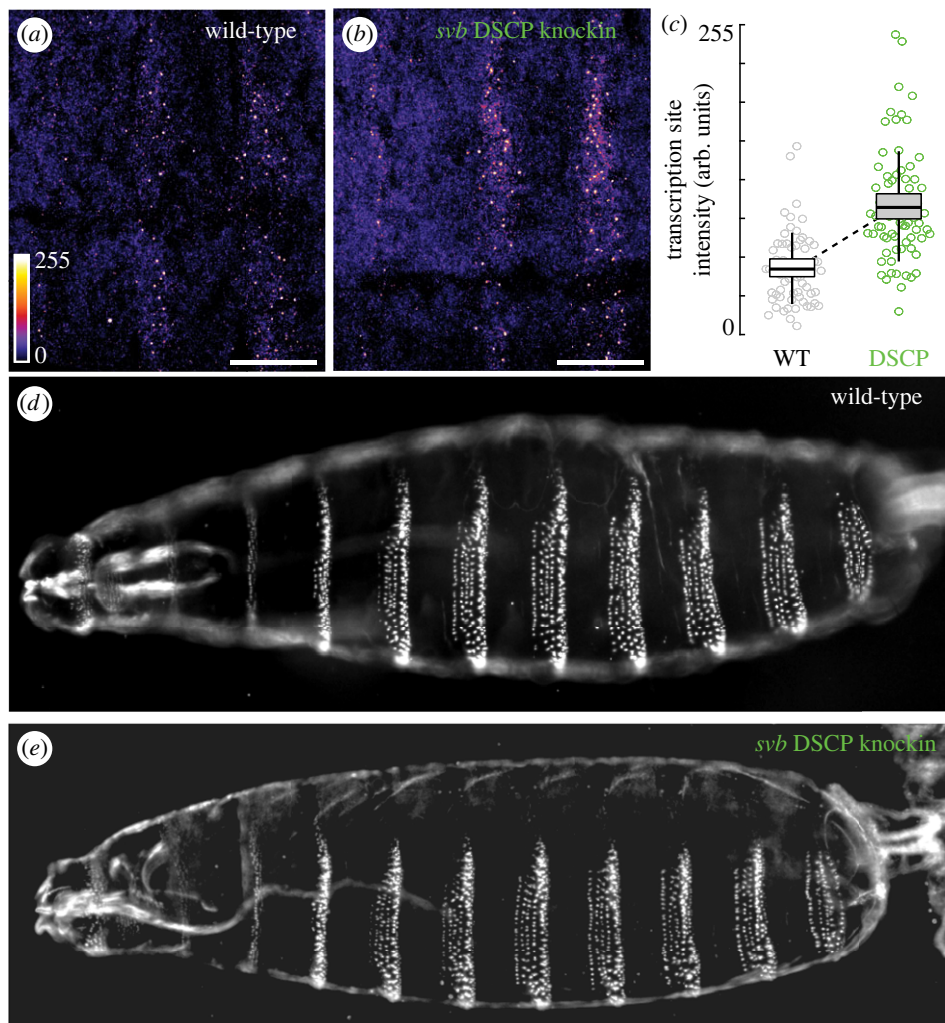 (a) wild-type
255
0
(b) svb DSCP knockin
(c)
255
transcription site
intensity (arb. units)
0
WT DSCP
(d) wild-type
(e) svb DSCP knockin